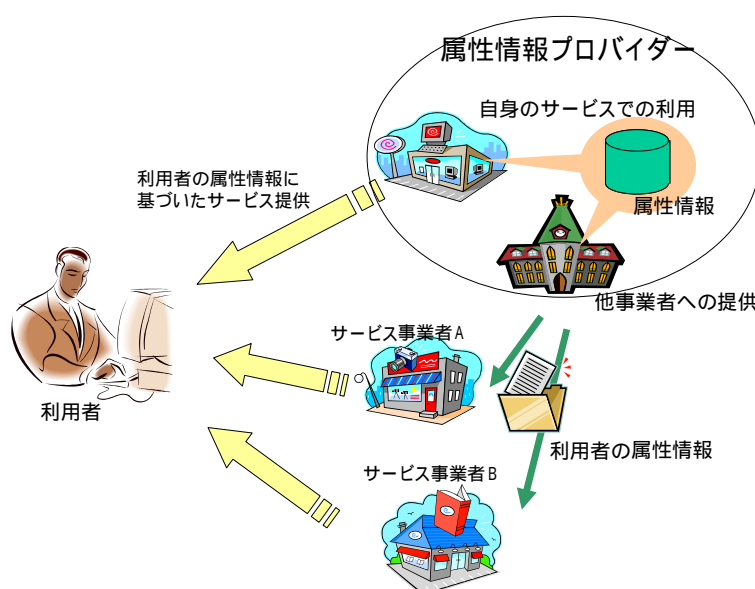 属性情報プロバイダー
自身のサービスでの利用
利用者の属性情報に
基づいたサービス提供
属性情報
他事業者への提供
サービス事業者A
利用者
利用者の属性情報
サービス事業者B